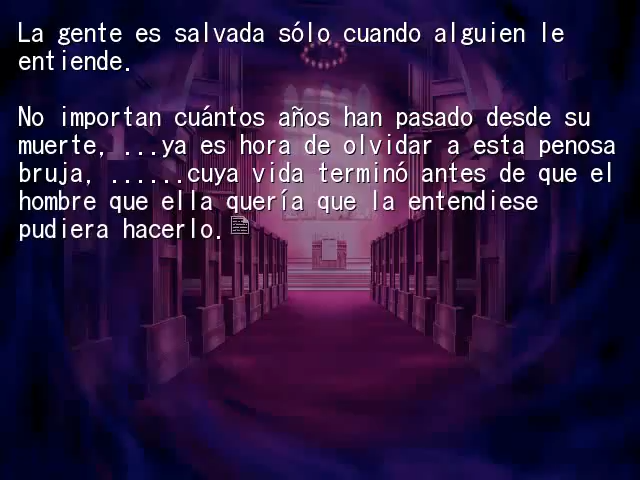 La gente es salvada sólo cuando alguien le
entiende.
No importan cuántos años han pasado desde su
muerte, ...ya es hora de olvidar a esta penosa
bruja, ......cuya vida terminó antes de que el
hombre que ella quería que la entendiese
pudiera hacerlo.